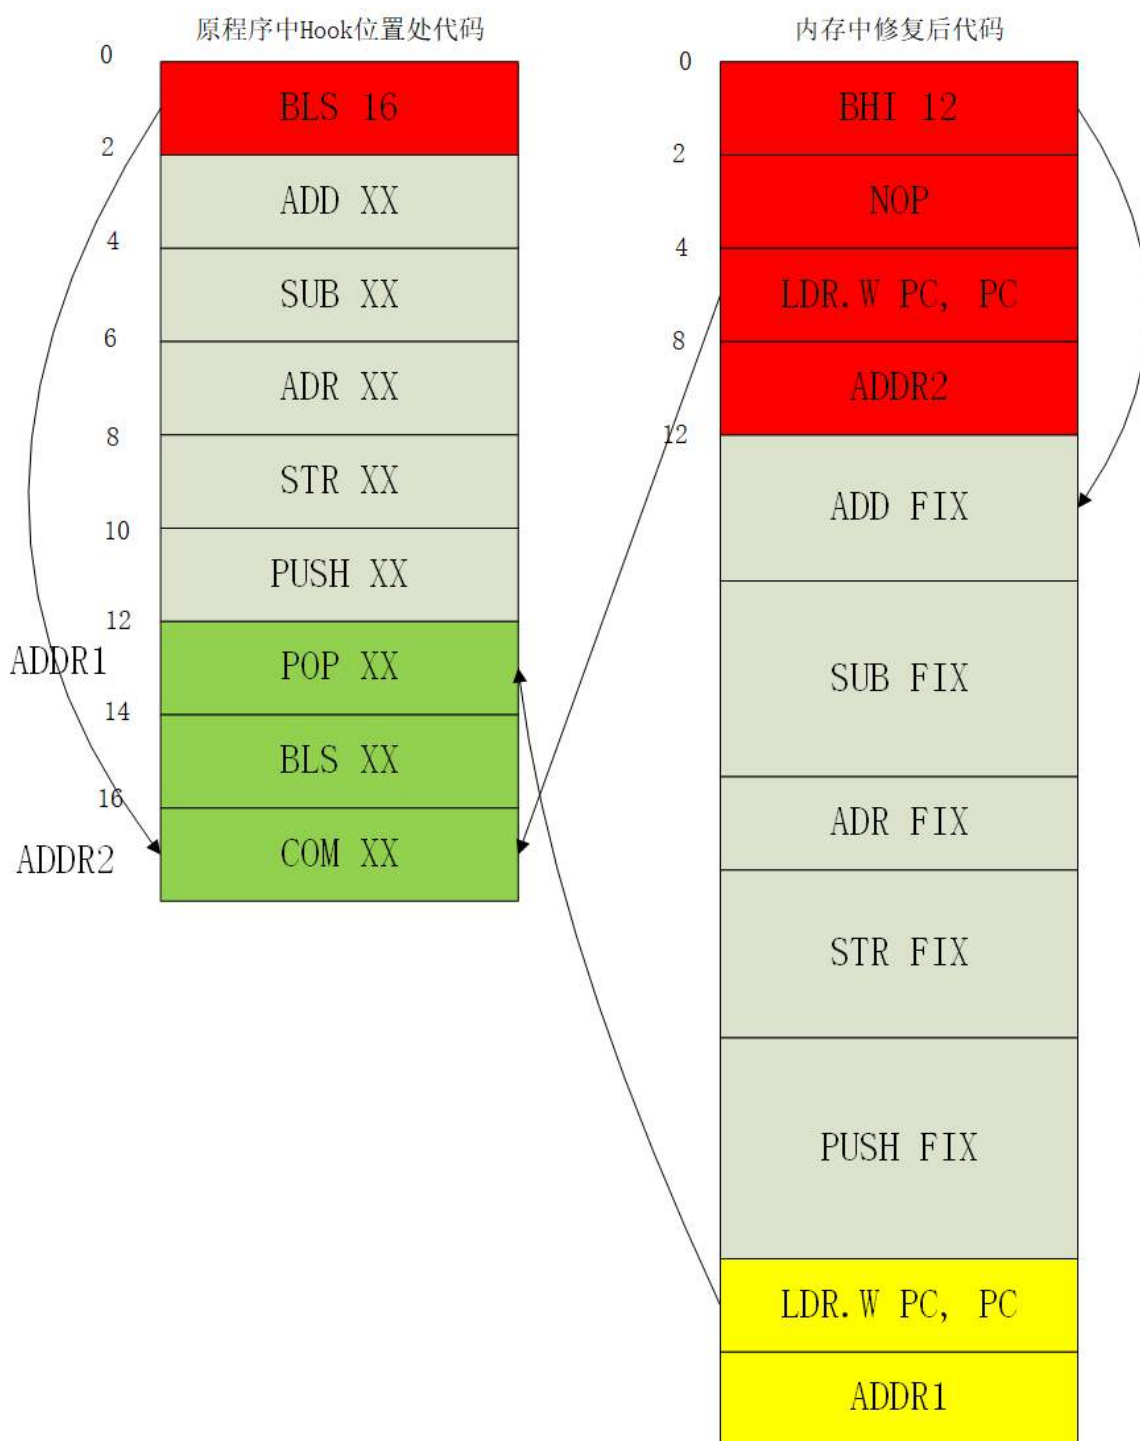 原程序中Hook位置处代码
0
BLS 16
2
ADD XX
4
SUB XX
6
ADR XX
8
STR XX
10
PUSH XX
12
ADDR1
POP XX
14
BLS XX
16
ADDR2
COM XX
内存中修复后代码
0
BHI 12
2
NOP
4
LDR.W PC, PC
8
ADDR2
12
ADD FIX
SUB FIX
ADR FIX
STR FIX
PUSH FIX
LDR.W PC, PC
ADDR1